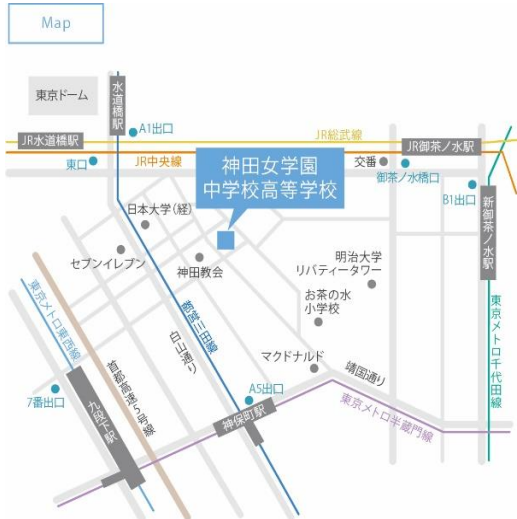 Map
東京ドーム
水道橋駅
A1出口
JR水道橋駅
JR総武線
JR御茶ノ水駅
東口
JR中央線
神田女学園
中学校高等学校
交番
御茶ノ水橋口
B1出口
新御茶ノ水駅
日本大学(経)
セブンイレブン
神田教会
明治大学
リバティータワー
お茶の水
小学校
東京メトロ東西線
首都高速5号線
白山通り
マクドナルド
靖国通り
東京メトロ千代田線
7番出口
九段下駅
A5出口
神保町駅
東京メトロ半蔵門線